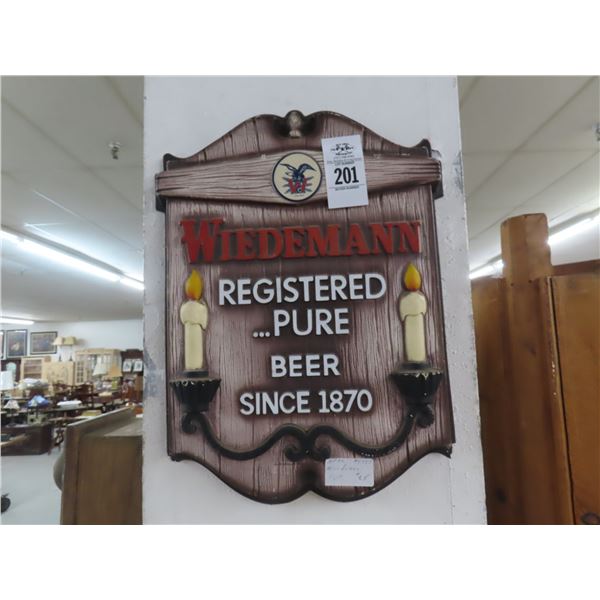 201
W
WIEDEMANN
REGISTERED
...PURE
BEER
SINCE 1870